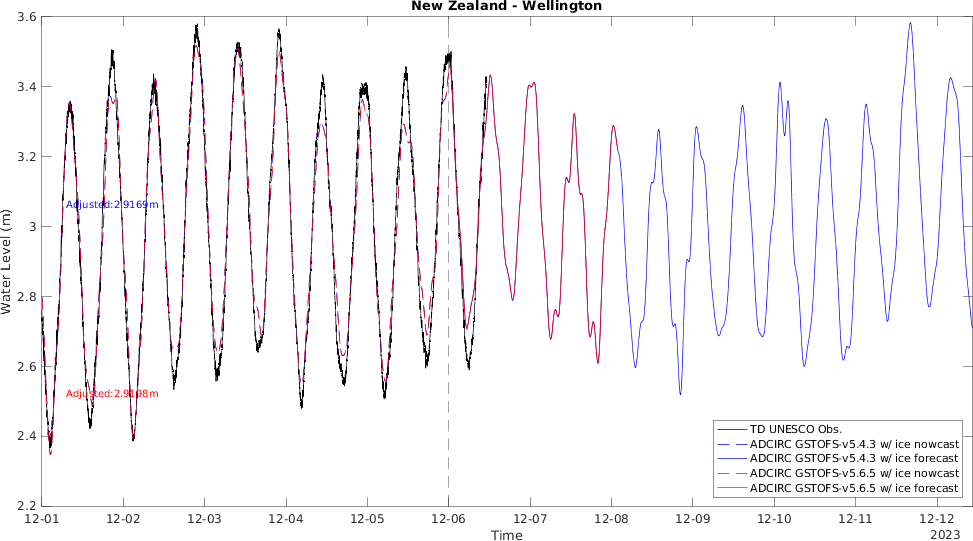 New Zealand - Wellington
3.6
3.4
3.2
3
2.8
2.6
2.4
2.2
Water Level (m)
Adjusted:2.9169m
Adjusted:2.9198m
TD UNESCO Obs.
ADCIRC GSTOFS-v5.4.3 w/ ice nowcast
ADCIRC GSTOFS-v5.4.3 w/ ice forecast
ADCIRC GSTOFS-v5.6.5 w/ ice nowcast
ADCIRC GSTOFS-v5.6.5 w/ ice forecast
12-01 12-02 12-03 12-04 12-05 12-06 12-07 12-08 12-09 12-10 12-11 12-12
Time
2023